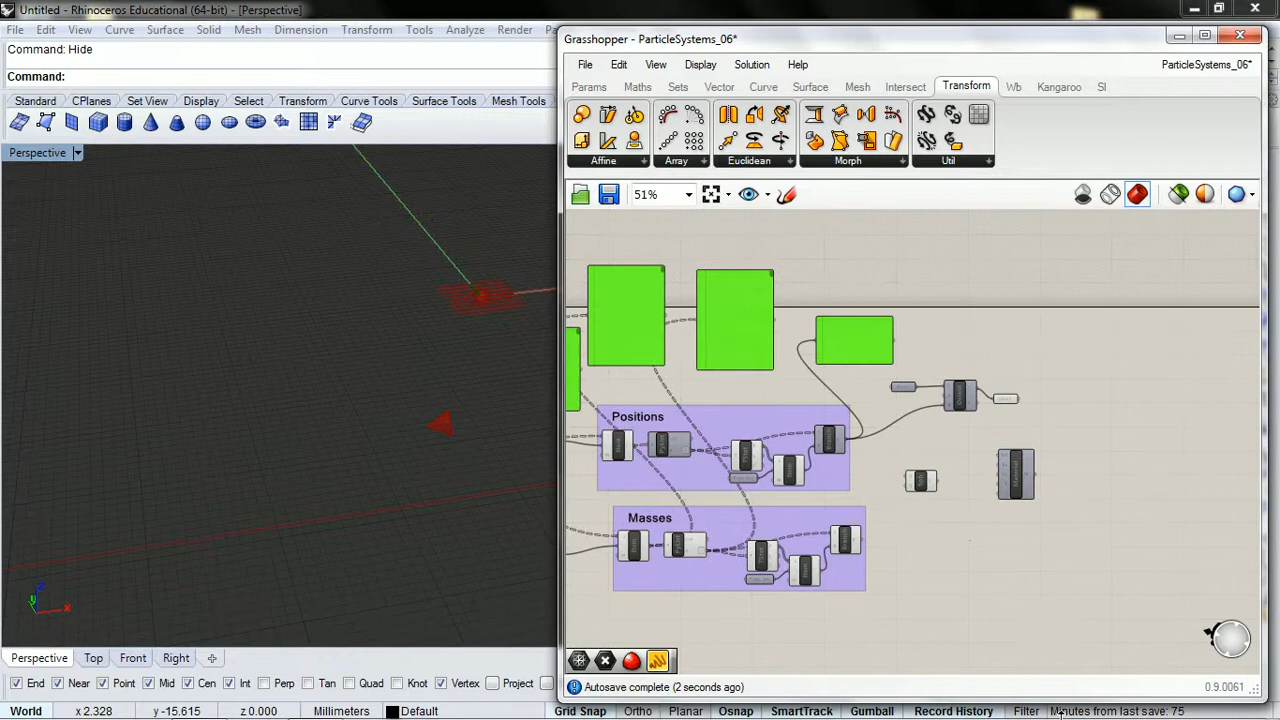 Untitled - Rhinoceros Educational (64-bit) - [Perspective]
File Edit View Curve Surface Solid Mesh Dimension Transform Tools Analyze Render
Command: Hide
Command:
Standard CPlanes Set View Display Select Transform Curve Tools Surface Tools Mesh Tools
Perspective
z
y
x
Perspective Top Front Right
End Near Point Mid Cen Int Perp Tan Quad Knot Vertex Project
World x 2.328 y -15.615 z 0.000 Millimeters Default Grid Snap Ortho Planar Osnap SmartTrack Gumball Record History Filter Minutes from last save: 75
Grasshopper - ParticleSystems_06*
File Edit View Display Solution Help ParticleSystems_06*
Params Maths Sets Vector Curve Surface Mesh Intersect Transform Wb Kangaroo SI
Affine Array Euclidean Morph Util
51%
Positions
Masses
Material
Autosave complete (2 seconds ago) 0.9.0061